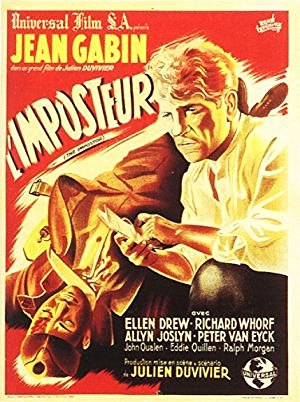 Universal Film S.A. présente
JEAN GABIN
dans un grand film de Julien DUVIVIER
L'IMPOSTEUR
(THE IMPOSTOR)
avec
ELLEN DREW · RICHARD WHORF
ALLYN JOSLYN · PETER VAN EYCK
John Qualen · Eddie Quillen · Ralph Morgan
Production mise en scène et scénario
de JULIEN DUVIVIER
UNIVERSAL